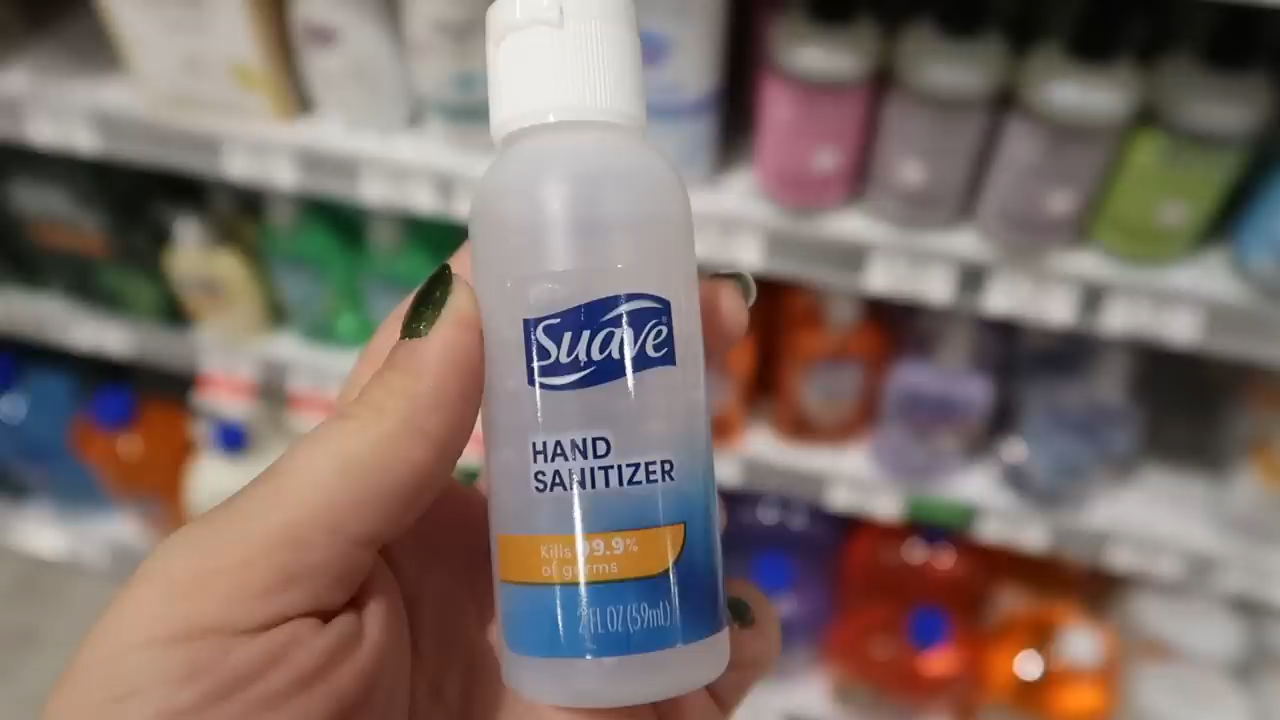 Suave®
HAND
SANITIZER
Kills 99.9%
of germs
2 FL OZ (59mL)